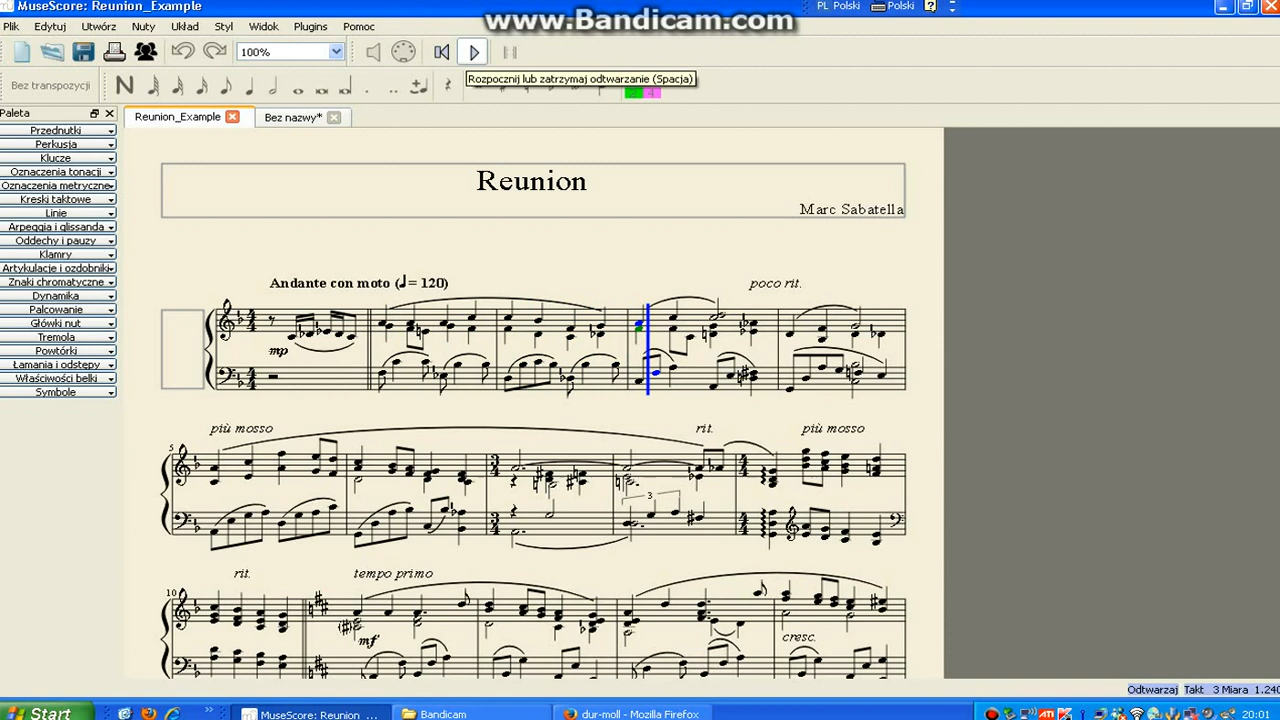 MuseScore: Reunion_Example
www.Bandicam.com
PL Polski
Polski
Plik Edytuj Utwórz Nuty Układ Styl Widok Plugins Pomoc
100%
Bez transpozycji
Rozpocznij lub zatrzymaj odtwarzanie (Spacja)
Paleta
Reunion_Example
Bez nazwy*
Przednutki
Perkusja
Klucze
Oznaczenia tonacji
Oznaczenia metryczne
Kreski taktowe
Linie
Arpeggia i glissanda
Oddechy i pauzy
Klamry
Artykulacje i ozdobniki
Znaki chromatyczne
Dynamika
Palcowanie
Główki nut
Tremola
Powtórki
Łamania i odstępy
Właściwości belki
Symbole
Reunion
Marc Sabatella
Andante con moto (♩= 120)
poco rit.
mp
5
più mosso
rit.
più mosso
3
10
rit.
tempo primo
mf
cresc.
Odtwarzaj Takt 3 Miara 1.240
Start
MuseScore: Reunion ...
Bandicam
dur-moll - Mozilla Firefox
20:01